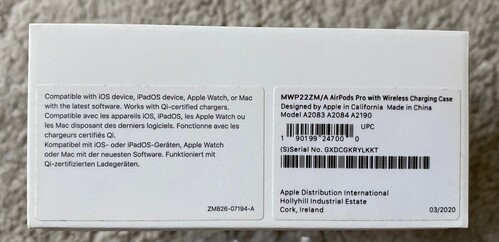 Compatible with iOS device, iPadOS device, Apple Watch, or Mac
with the latest software. Works with Qi-certified chargers.
Compatible avec les appareils iOS, iPadOS, les Apple Watch ou
les Mac disposant des derniers logiciels. Fonctionne avec les
chargeurs certifiés Qi.
Kompatibel mit iOS- oder iPadOS-Geräten, Apple Watch
oder Mac mit der neuesten Software. Funktioniert mit
Qi-zertifizierten Ladegeräten.
ZM826-07194-A
MWP22ZM/A AirPods Pro with Wireless Charging Case
Designed by Apple in California Made in China
Model A2083 A2084 A2190
UPC
1 90199 24700 0
(S)Serial No. GXDCGKRYLKKT
Apple Distribution International
Hollyhill Industrial Estate
Cork, Ireland
03/2020